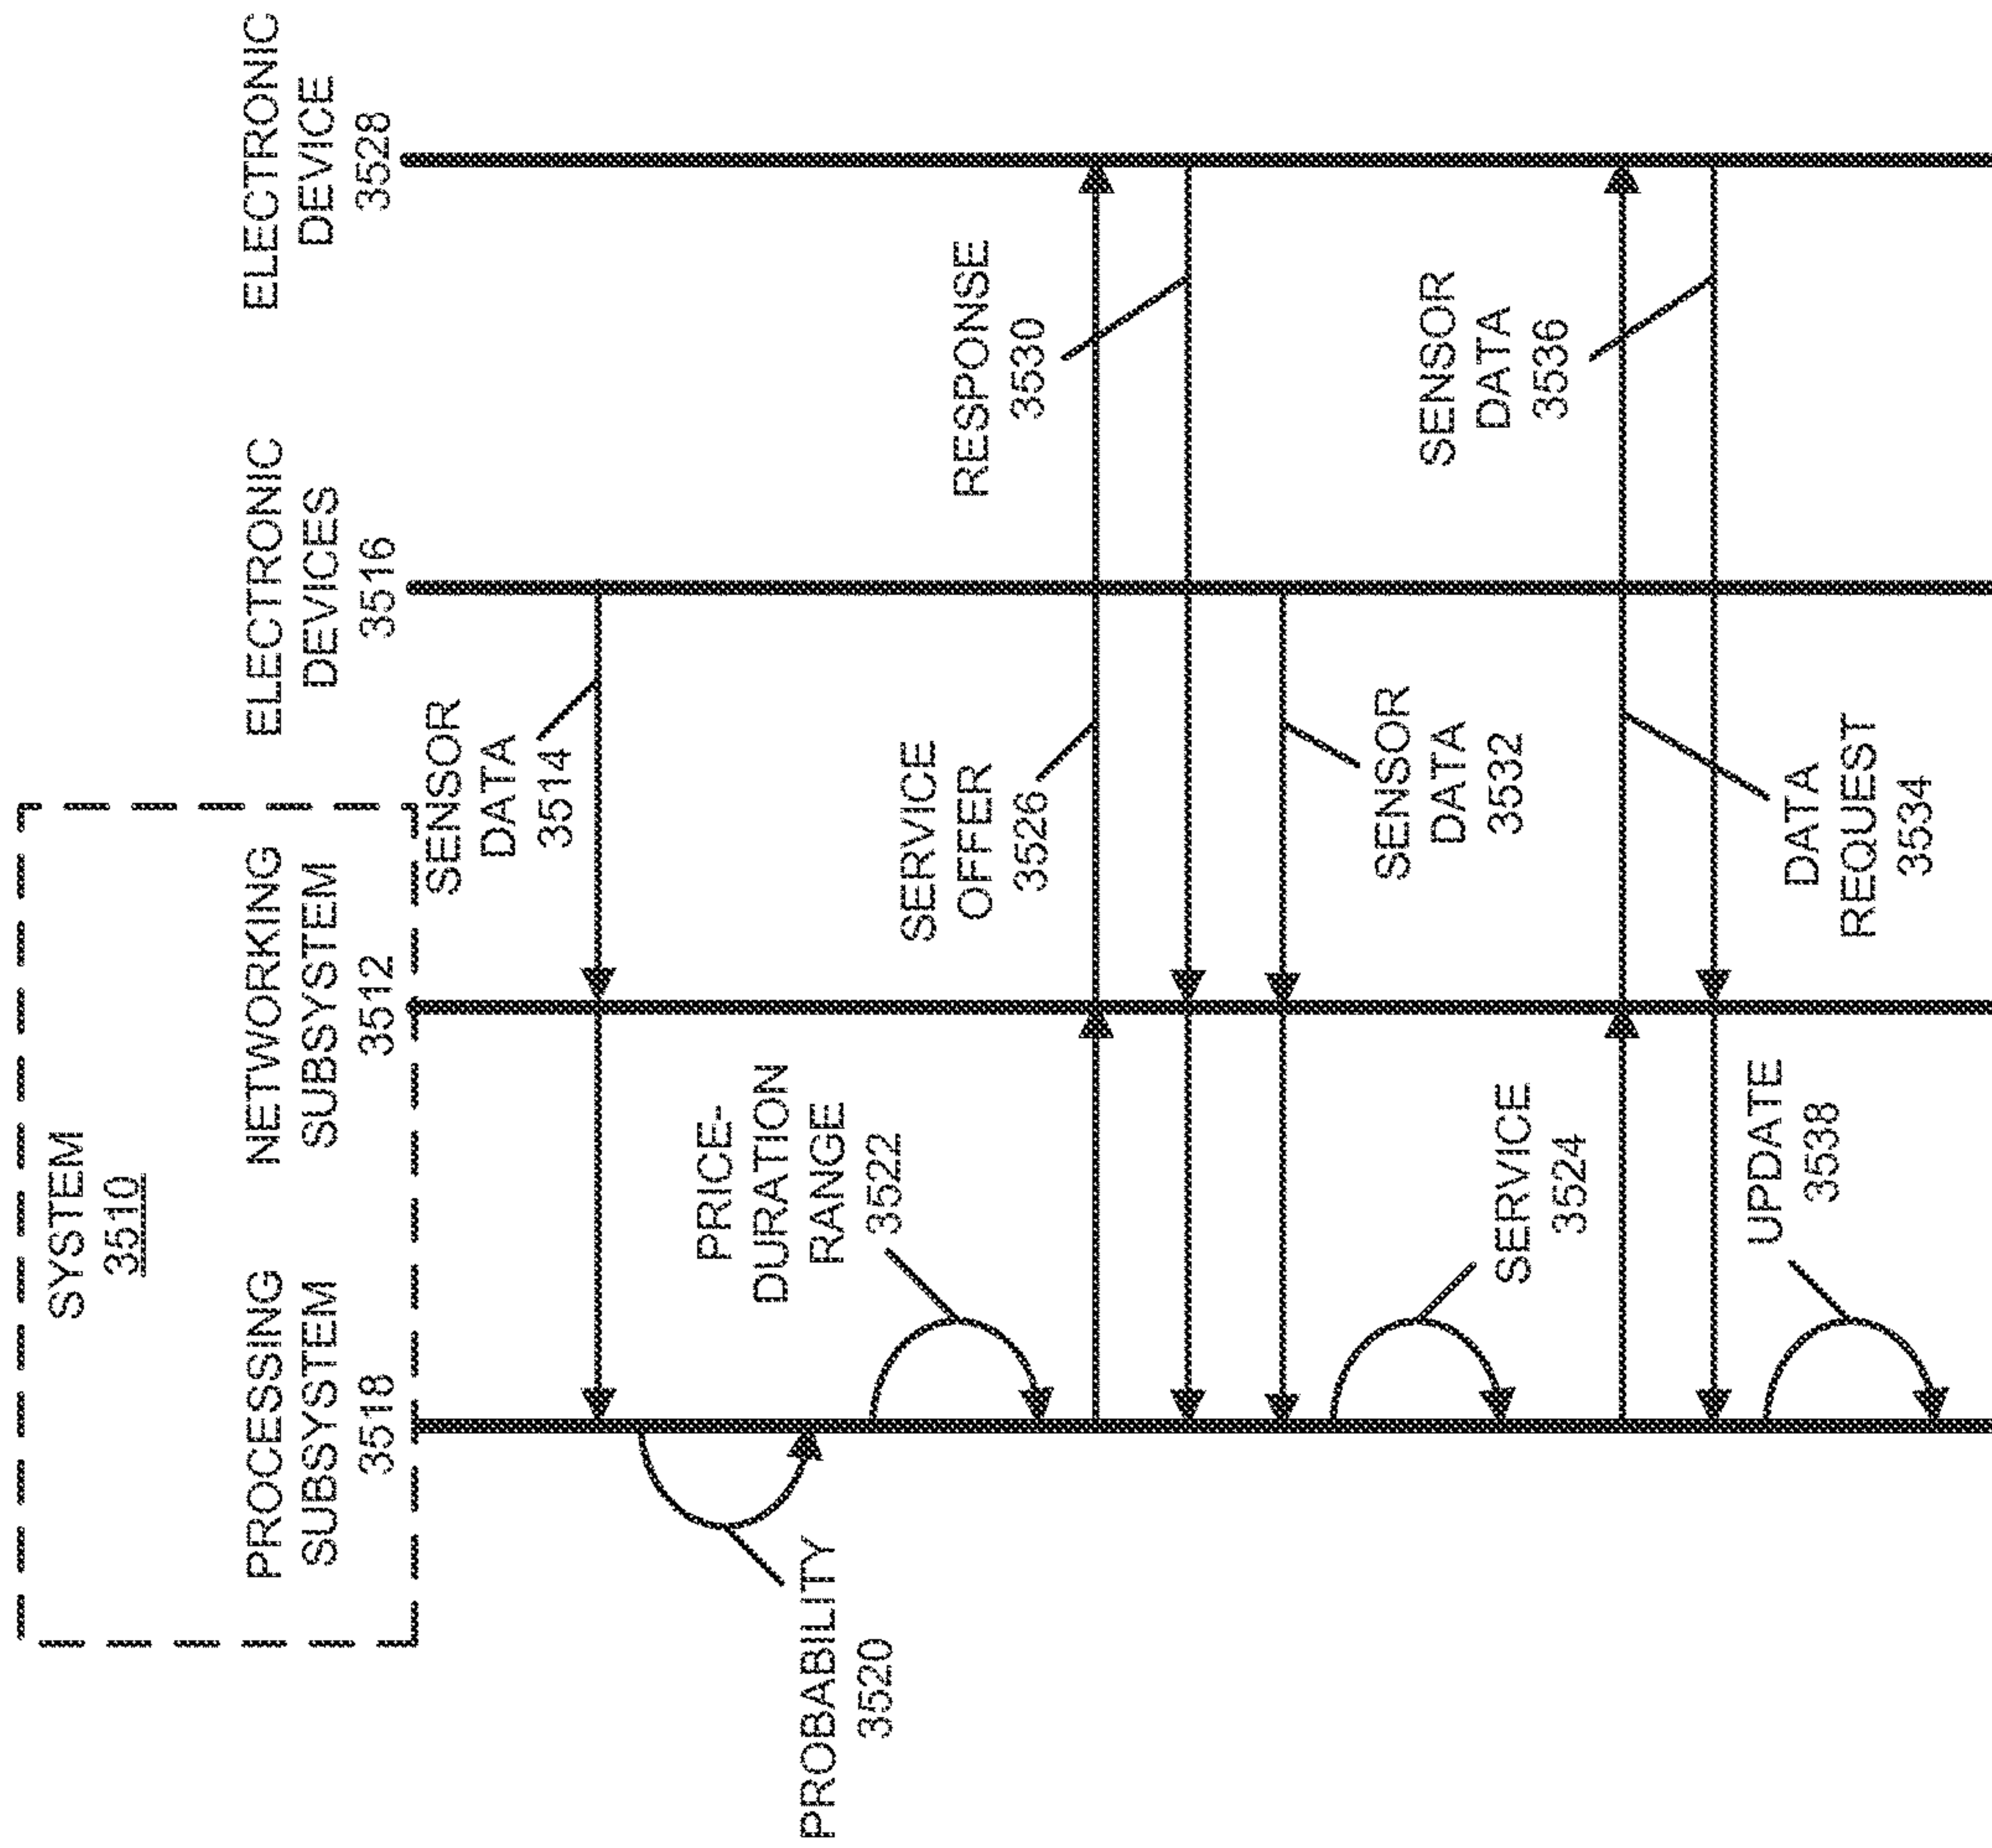 SYSTEM
3510
PROCESSING
SUBSYSTEM
3518
NETWORKING
SUBSYSTEM
3512
ELECTRONIC
DEVICES
3516
ELECTRONIC
DEVICE
3528
SENSOR
DATA
3514
PROBABILITY
3520
PRICE-
DURATION
RANGE
3522
SERVICE
OFFER
3526
RESPONSE
3530
SENSOR
DATA
3532
SERVICE
3524
SENSOR
DATA
3536
DATA
REQUEST
3534
UPDATE
3538